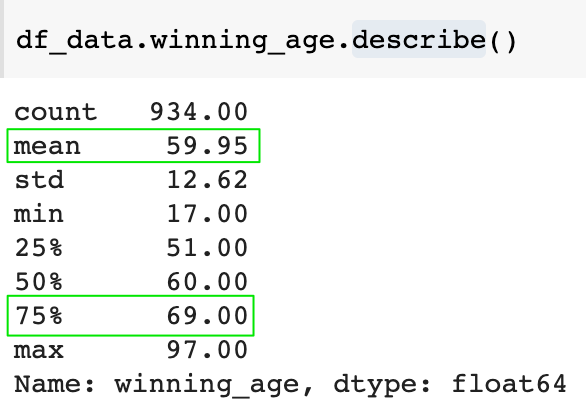 df_data.winning_age.describe()
count 934.00
mean 59.95
std 12.62
min 17.00
25% 51.00
50% 60.00
75% 69.00
max 97.00
Name: winning_age, dtype: float64